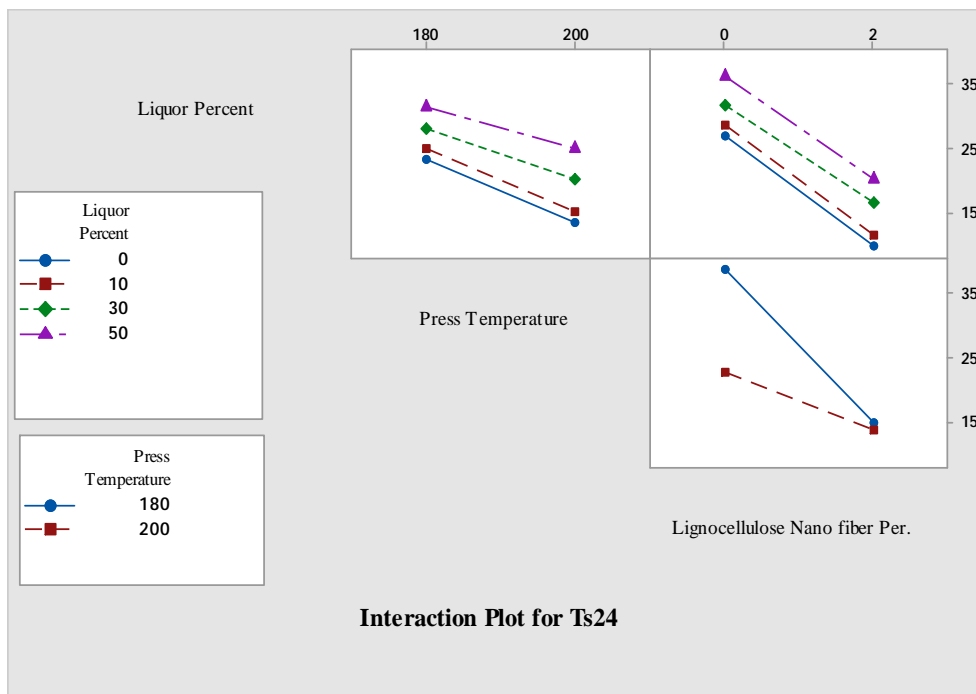 180 200 0 2
Liquor Percent
35
25
15
Liquor
Percent
0
10
30
50
35
25
15
Press Temperature
Press
Temperature
180
200
Lignocellulose Nano fiber Per.
Interaction Plot for Ts24